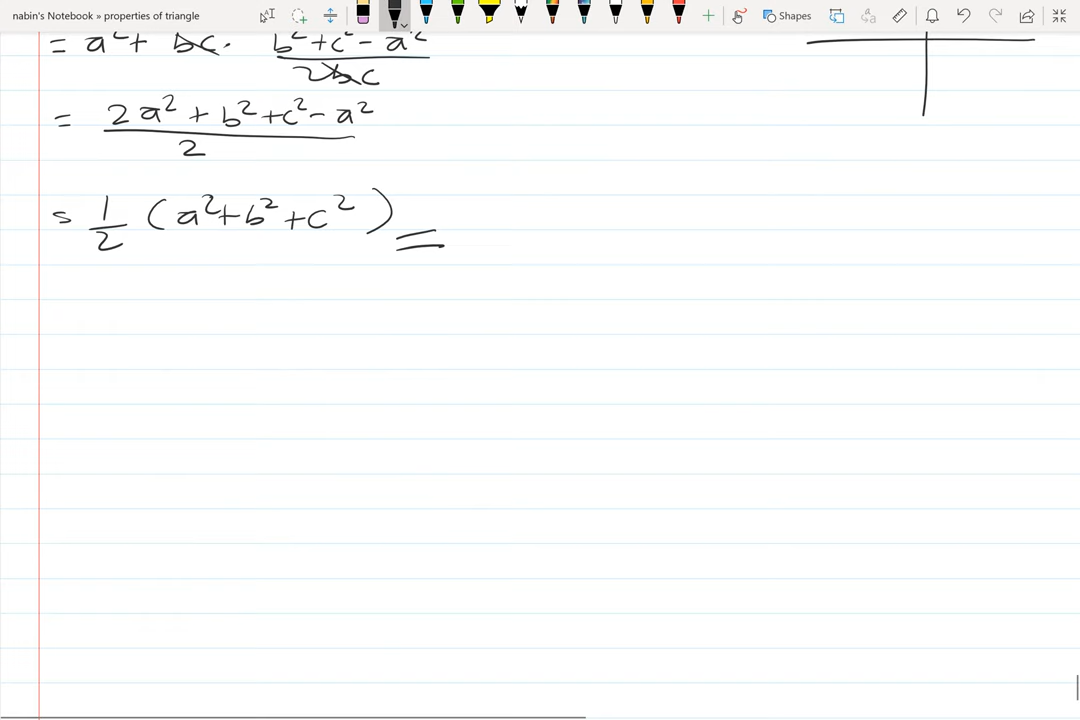 nabin's Notebook » properties of triangle
Shapes
= a² + bc. b² + c² - a²
2bc
= 2a² + b² + c² - a²
2
= 1/2 (a² + b² + c²)